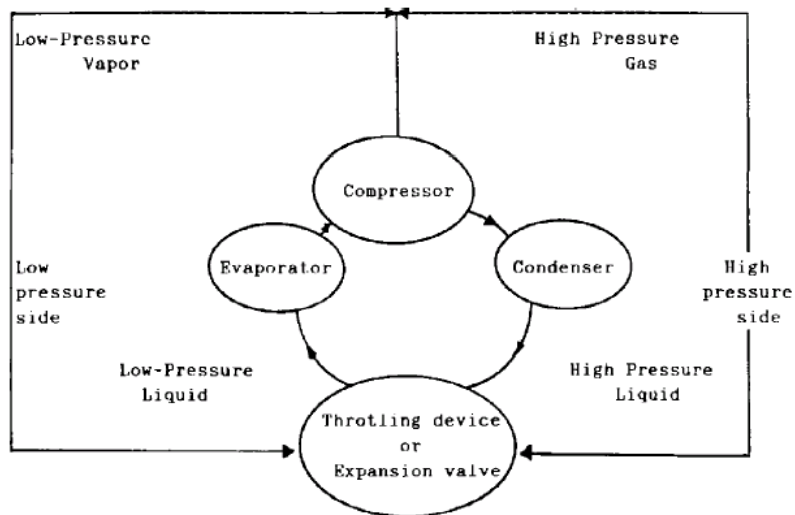 Low-Pressure
Vapor
High Pressure
Gas
Compressor
Evaporator
Condenser
Low
pressure
side
High
pressure
side
Low-Pressure
Liquid
High Pressure
Liquid
Throtling device
or
Expansion valve